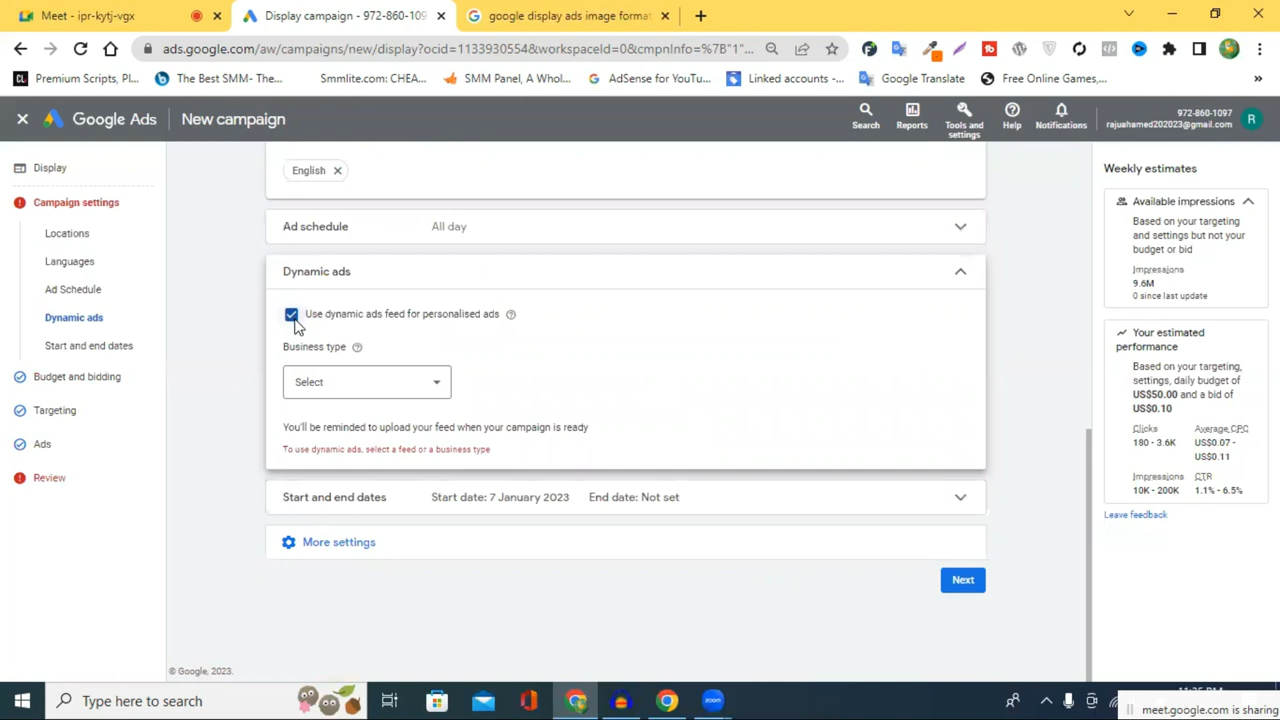 Meet - ipr-kytj-vgx
Display campaign - 972-860-109
google display ads image format
ads.google.com/aw/campaigns/new/display?ocid=1133930554&workspaceId=0&cmpnInfo=%7B"1"...
Premium Scripts, Pl...
The Best SMM- The...
Smmlite.com: CHEA...
SMM Panel, A Whol...
AdSense for YouTu...
Linked accounts -...
Google Translate
Free Online Games,...
»
Google Ads
New campaign
Search
Reports
Tools and settings
Help
Notifications
972-860-1097
rajuahamed202023@gmail.com
R
Display
Campaign settings
Locations
Languages
Ad Schedule
Dynamic ads
Start and end dates
Budget and bidding
Targeting
Ads
Review
English
Ad schedule
All day
Dynamic ads
Use dynamic ads feed for personalised ads
Business type
Select
You'll be reminded to upload your feed when your campaign is ready
To use dynamic ads, select a feed or a business type
Start and end dates
Start date: 7 January 2023
End date: Not set
More settings
Next
© Google, 2023.
Weekly estimates
Available impressions
Based on your targeting
and settings but not your
budget or bid
Impressions
9.6M
0 since last update
Your estimated
performance
Based on your targeting,
settings, daily budget of
US$50.00 and a bid of
US$0.10
Clicks
180 - 3.6K
Average CPC
US$0.07 -
US$0.11
Impressions
10K - 200K
CTR
1.1% - 6.5%
Leave feedback
Type here to search
zoom
meet.google.com is sharing